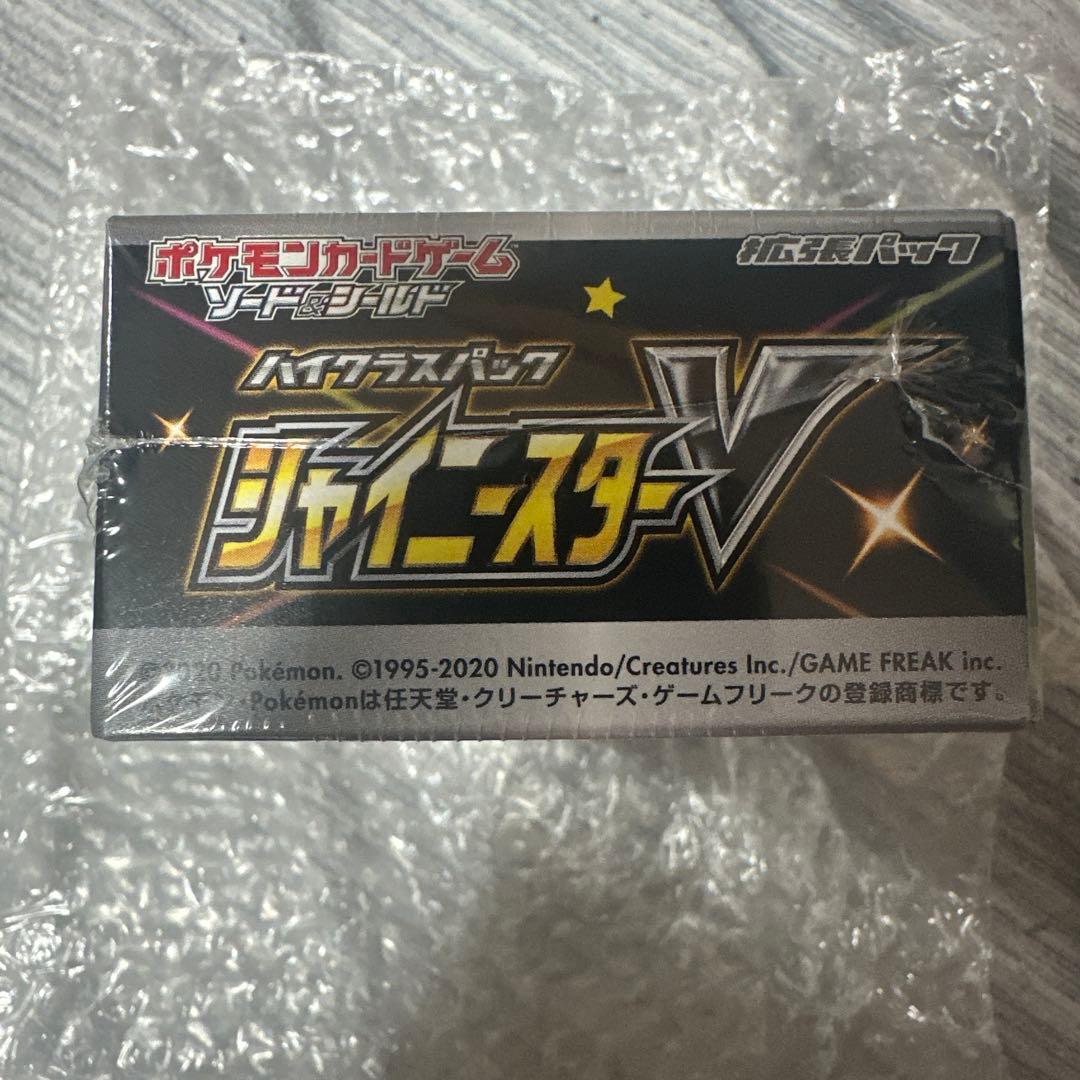 ポケモンカードゲーム
ソード&シールド
拡張パック
ハイクラスパック
シャイニースターV
©2020 Pokémon. ©1995-2020 Nintendo/Creatures Inc./GAME FREAK inc.
・Pokémonは任天堂・クリーチャーズ・ゲームフリークの登録商標です。